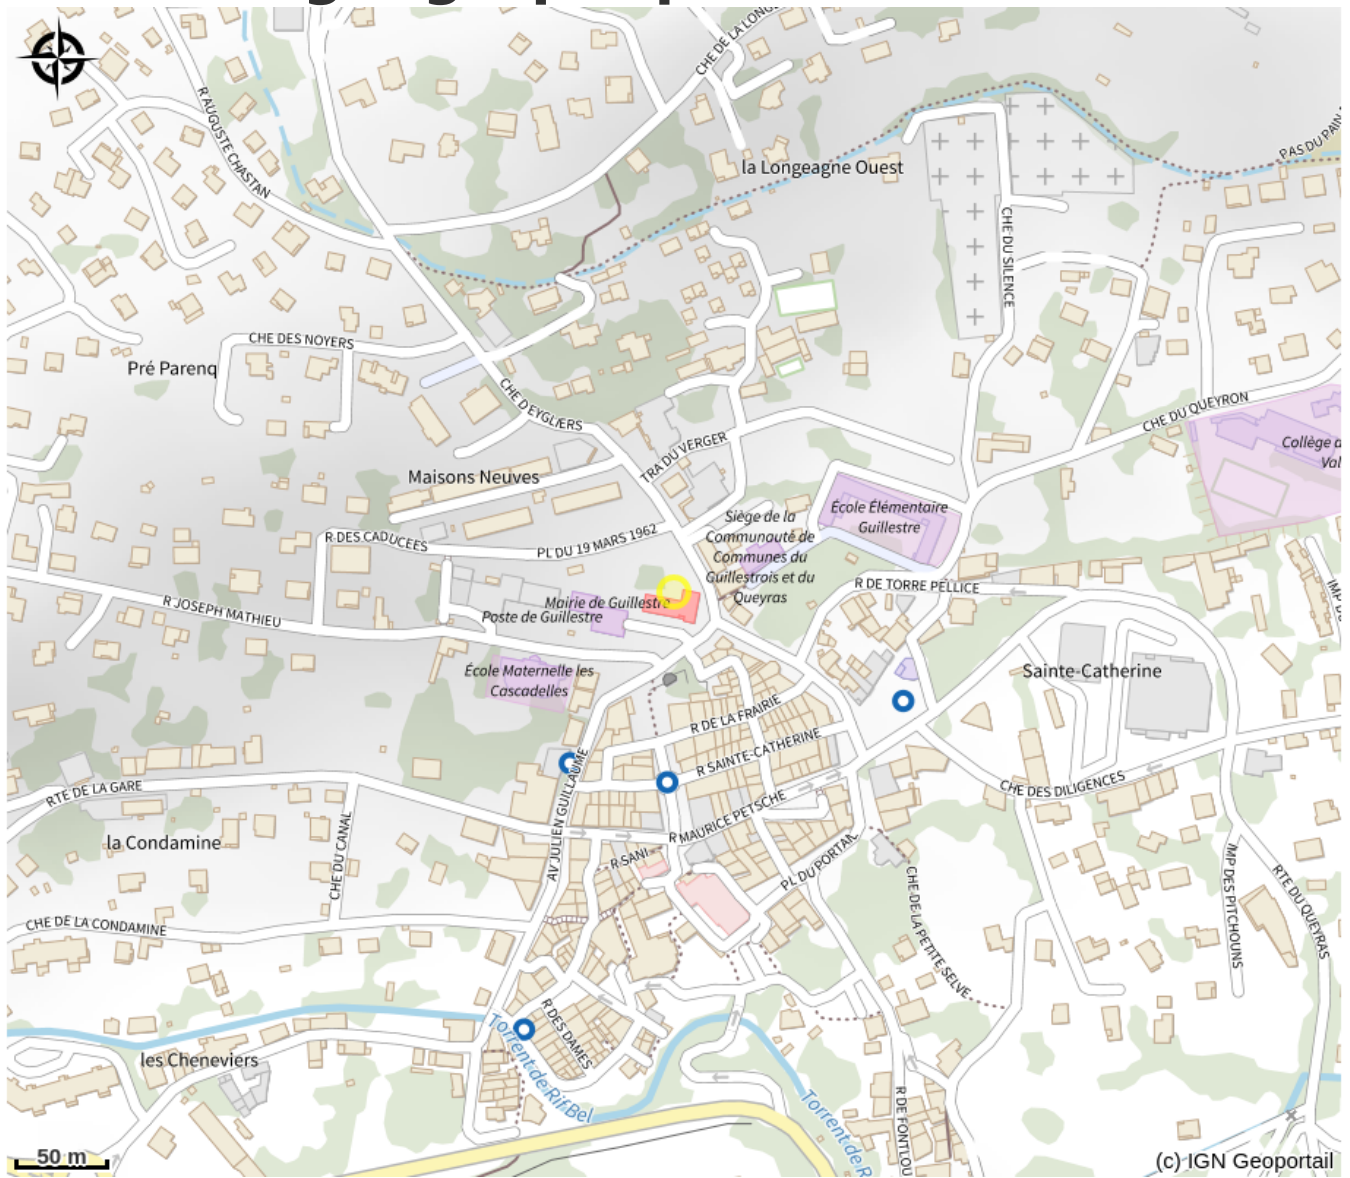 CHE DE LA LONGE
R AUGUSTE CHASTAN
la Longeagne Ouest
PAS DU PAIN
CHE DU SILENCE
CHE DES NOYERS
Pré Parenq
CHE D'EYGLIERS
CHE DU QUEYRON
TRA DU VERGER
Collège
Val
Maisons Neuves
École Élémentaire
Guillestre
Siège de la
Communauté de
Communes du
Guillestrois et du
Queyras
R DES CADUCEES
PL DU 19 MARS 1962
R DE TORRE PELLICE
R JOSEPH MATHIEU
Mairie de Guillestre
Poste de Guillestre
École Maternelle les
Cascadelles
Sainte-Catherine
R DE LA FRAIRIE
R SAINTE-CATHERINE
RTE DE LA GARE
AV JULIEN GUILLAUME
CHE DES DILIGENCES
la Condamine
R MAURICE PETSCHE
CHE DU CANAL
R SANI
PL DU PORTAIL
CHE DE LA PETITE SELVE
IMP DES PITCHOUNS
RTE DU QUEYRAS
CHE DE LA CONDAMINE
R DES DAMES
Torrent de Rif Bel
les Cheneviers
Torrent de R
R DE FONTLOU
50 m
(c) IGN Geoportail